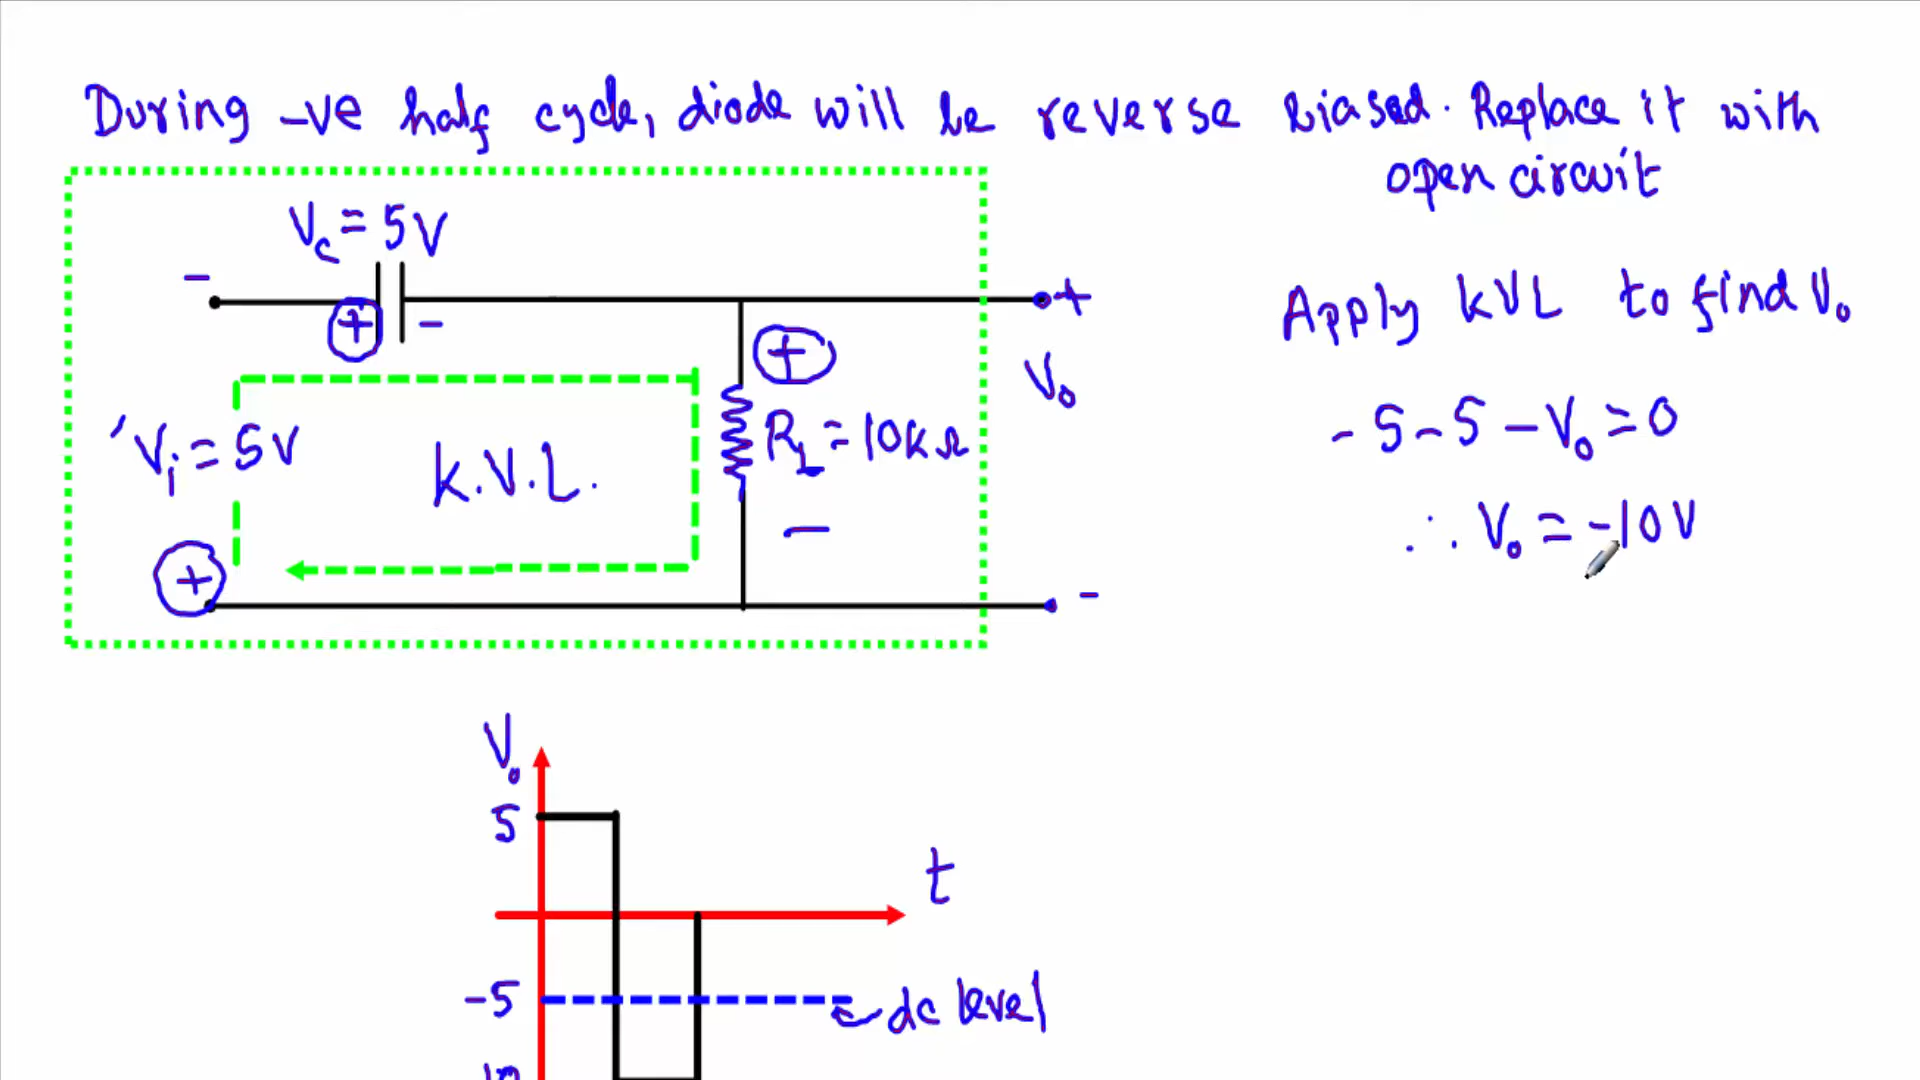 During -ve half cycle, diode will be reverse biased. Replace it with
open circuit
Vc = 5V
- + - +
Apply KVL to find Vo
+
Vo
Vi = 5V
K.V.L.
RL = 10KΩ
- 5 - 5 - Vo = 0
∴ Vo = -10V
-
+
-
Vo
5
t
-5
dc level